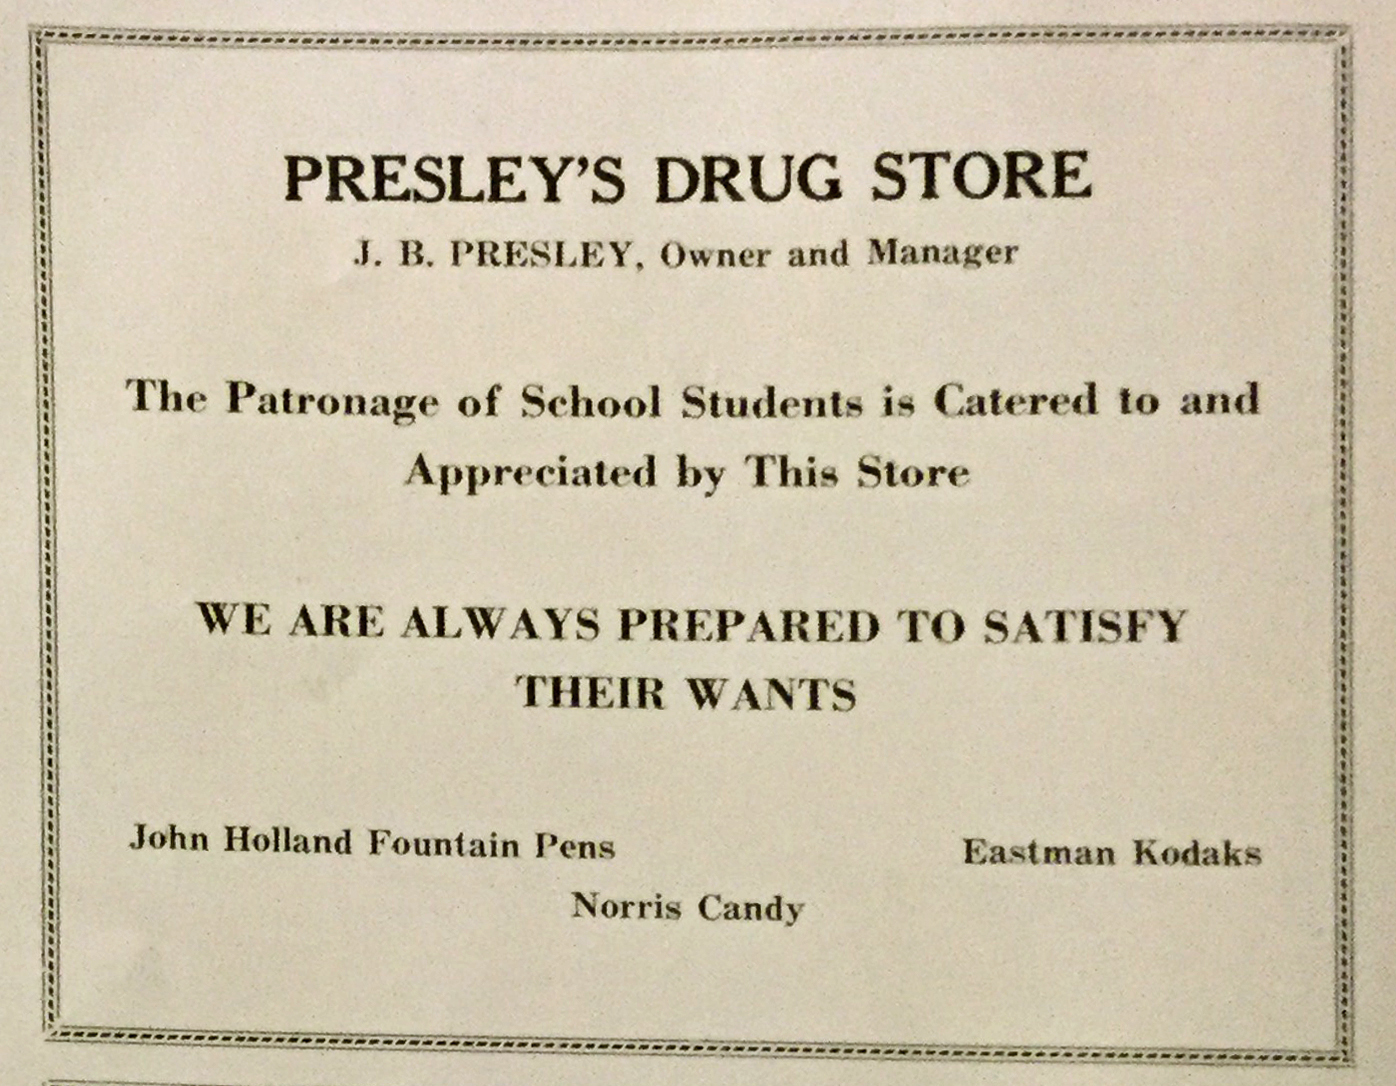 PRESLEY'S DRUG STORE
J. B. PRESLEY, Owner and Manager
The Patronage of School Students is Catered to and
Appreciated by This Store
WE ARE ALWAYS PREPARED TO SATISFY
THEIR WANTS
John Holland Fountain Pens
Eastman Kodaks
Norris Candy